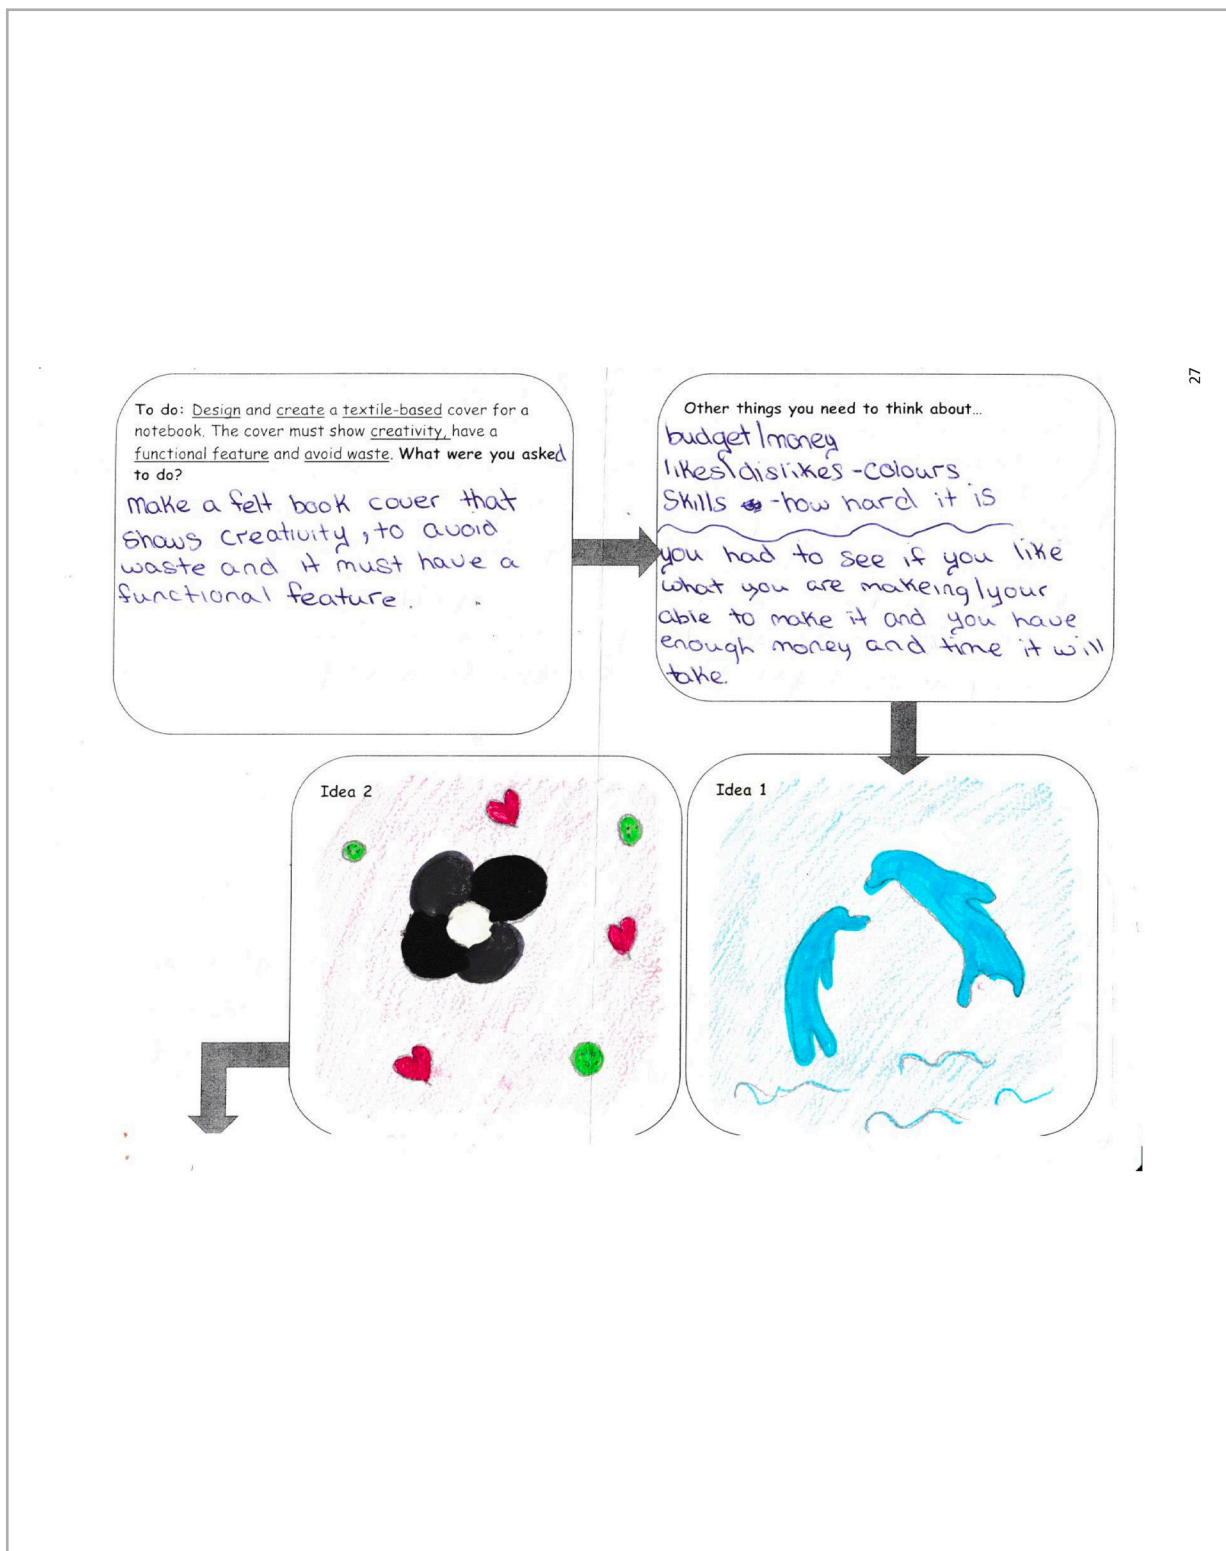 27
To do: Design and create a textile-based cover for a
notebook. The cover must show creativity, have a
functional feature and avoid waste. What were you asked
to do?
Make a felt book cover that
shows creativity, to avoid
waste and it must have a
functional feature.
Other things you need to think about...
budget/money
likes\dislikes - colours.
Skills - how hard it is
you had to see if you like
what you are makeing/your
able to make it and you have
enough money and time it will
take.
Idea 1
Idea 2